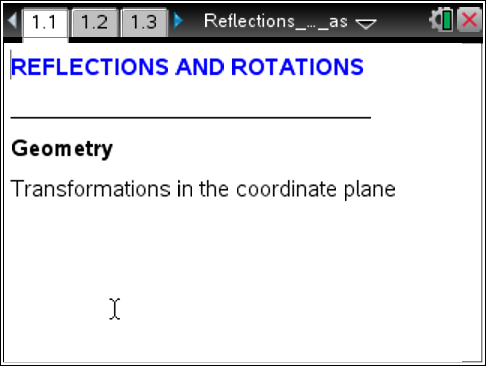 1.1 1.2 1.3 Reflections_..._as
REFLECTIONS AND ROTATIONS
Geometry
Transformations in the coordinate plane